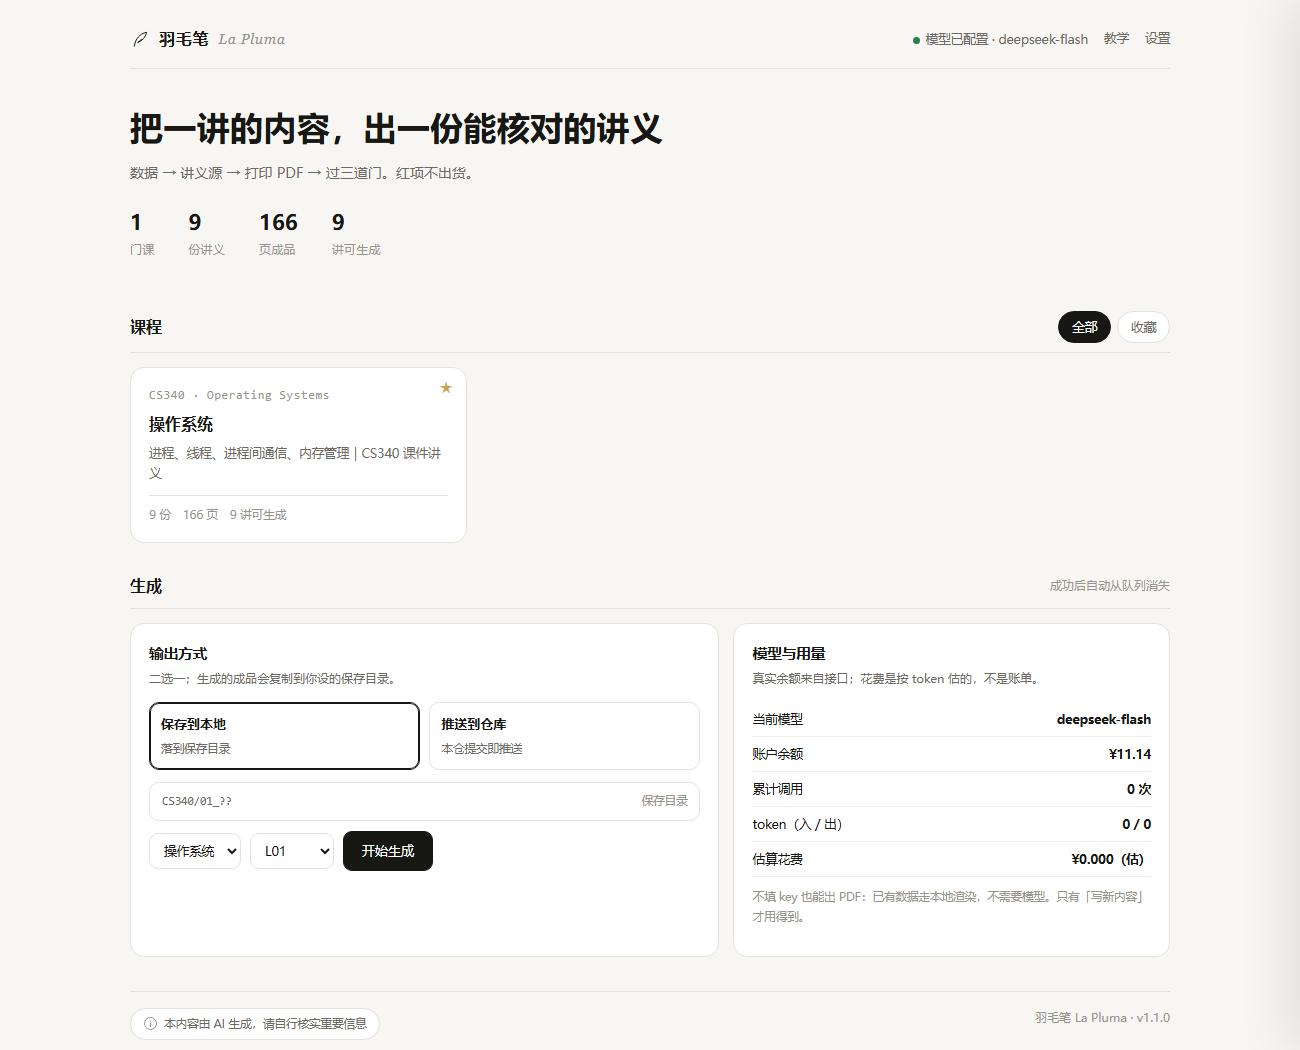 羽毛笔 La Pluma
模型已配置 · deepseek-flash 教学 设置
把一讲的内容，出一份能核对的讲义
数据 → 讲义源 → 打印 PDF → 过三道门。红项不出货。
1 9 166 9
门课 份讲义 页成品 讲可生成
课程
全部 收藏
CS340 · Operating Systems ★
操作系统
进程、线程、进程间通信、内存管理 | CS340 课件讲
义
9 份 166 页 9 讲可生成
生成
成功后自动从队列消失
输出方式
二选一；生成的成品会复制到你设的保存目录。
保存到本地
落到保存目录
推送到仓库
本仓提交即推送
CS340/01_?? 保存目录
操作系统 L01 开始生成
模型与用量
真实余额来自接口；花费是按 token 估的，不是账单。
当前模型 deepseek-flash
账户余额 ¥11.14
累计调用 0 次
token（入 / 出） 0 / 0
估算花费 ¥0.000（估）
不填 key 也能出 PDF：已有数据走本地渲染，不需要模型。只有「写新内容」
才用得到。
本内容由 AI 生成，请自行核实重要信息
羽毛笔 La Pluma · v1.1.0